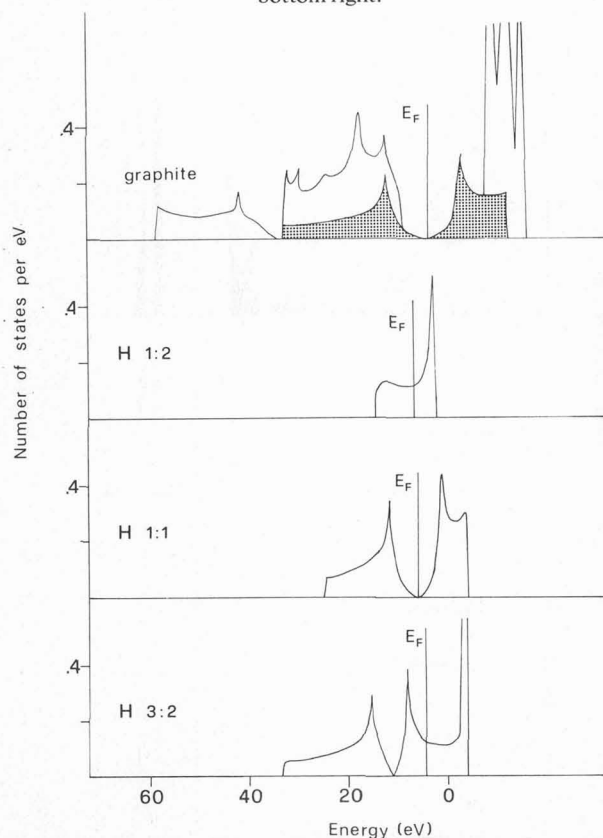 bottom right.
.4
graphite
E_F
.4
H 1:2
E_F
.4
H 1:1
E_F
.4
H 3:2
E_F
60 40 20 0
Energy (eV)
Number of states per eV